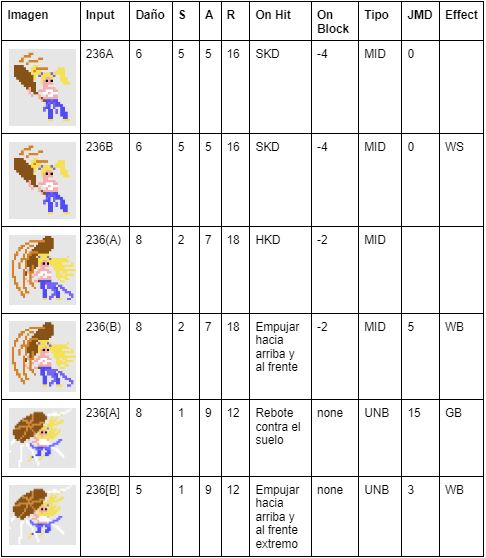 Imagen Input Daño S A R On Hit On Block Tipo JMD Effect
236A 6 5 5 16 SKD -4 MID 0
236B 6 5 5 16 SKD -4 MID 0 WS
236(A) 8 2 7 18 HKD -2 MID
236(B) 8 2 7 18 Empujar hacia arriba y al frente -2 MID 5 WB
236[A] 8 1 9 12 Rebote contra el suelo none UNB 15 GB
236[B] 5 1 9 12 Empujar hacia arriba y al frente extremo none UNB 3 WB